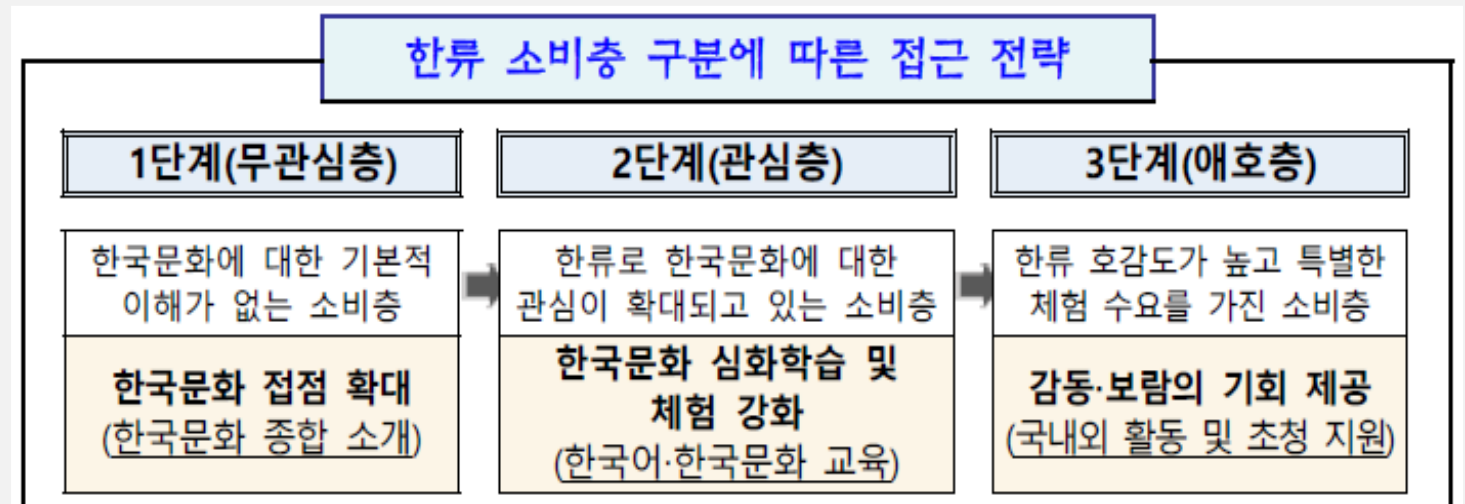 한류 소비층 구분에 따른 접근 전략
1단계(무관심층)
2단계(관심층)
3단계(애호층)
한국문화에 대한 기본적
이해가 없는 소비층
한류로 한국문화에 대한
관심이 확대되고 있는 소비층
한류 호감도가 높고 특별한
체험 수요를 가진 소비층
한국문화 접점 확대
(한국문화 종합 소개)
한국문화 심화학습 및
체험 강화
(한국어·한국문화 교육)
감동·보람의 기회 제공
(국내외 활동 및 초청 지원)